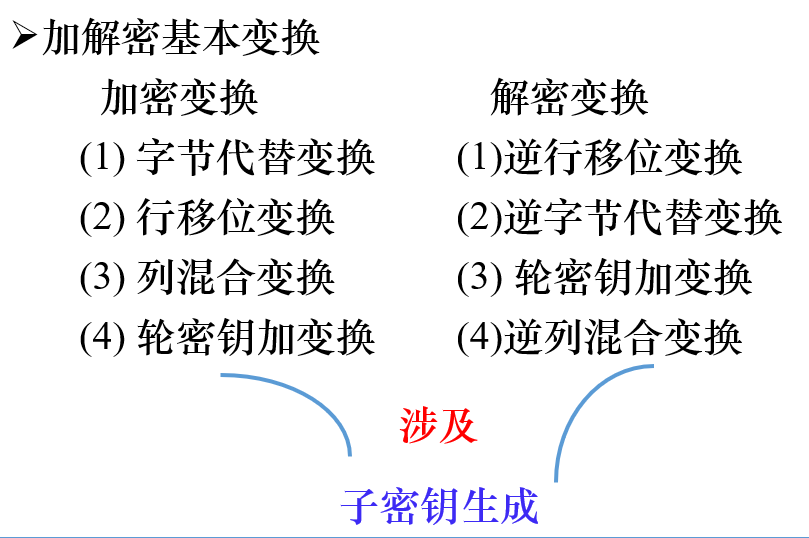 ➢加解密基本变换
加密变换 解密变换
(1) 字节代替变换 (1)逆行移位变换
(2) 行移位变换 (2)逆字节代替变换
(3) 列混合变换 (3) 轮密钥加变换
(4) 轮密钥加变换 (4)逆列混合变换
涉及
子密钥生成